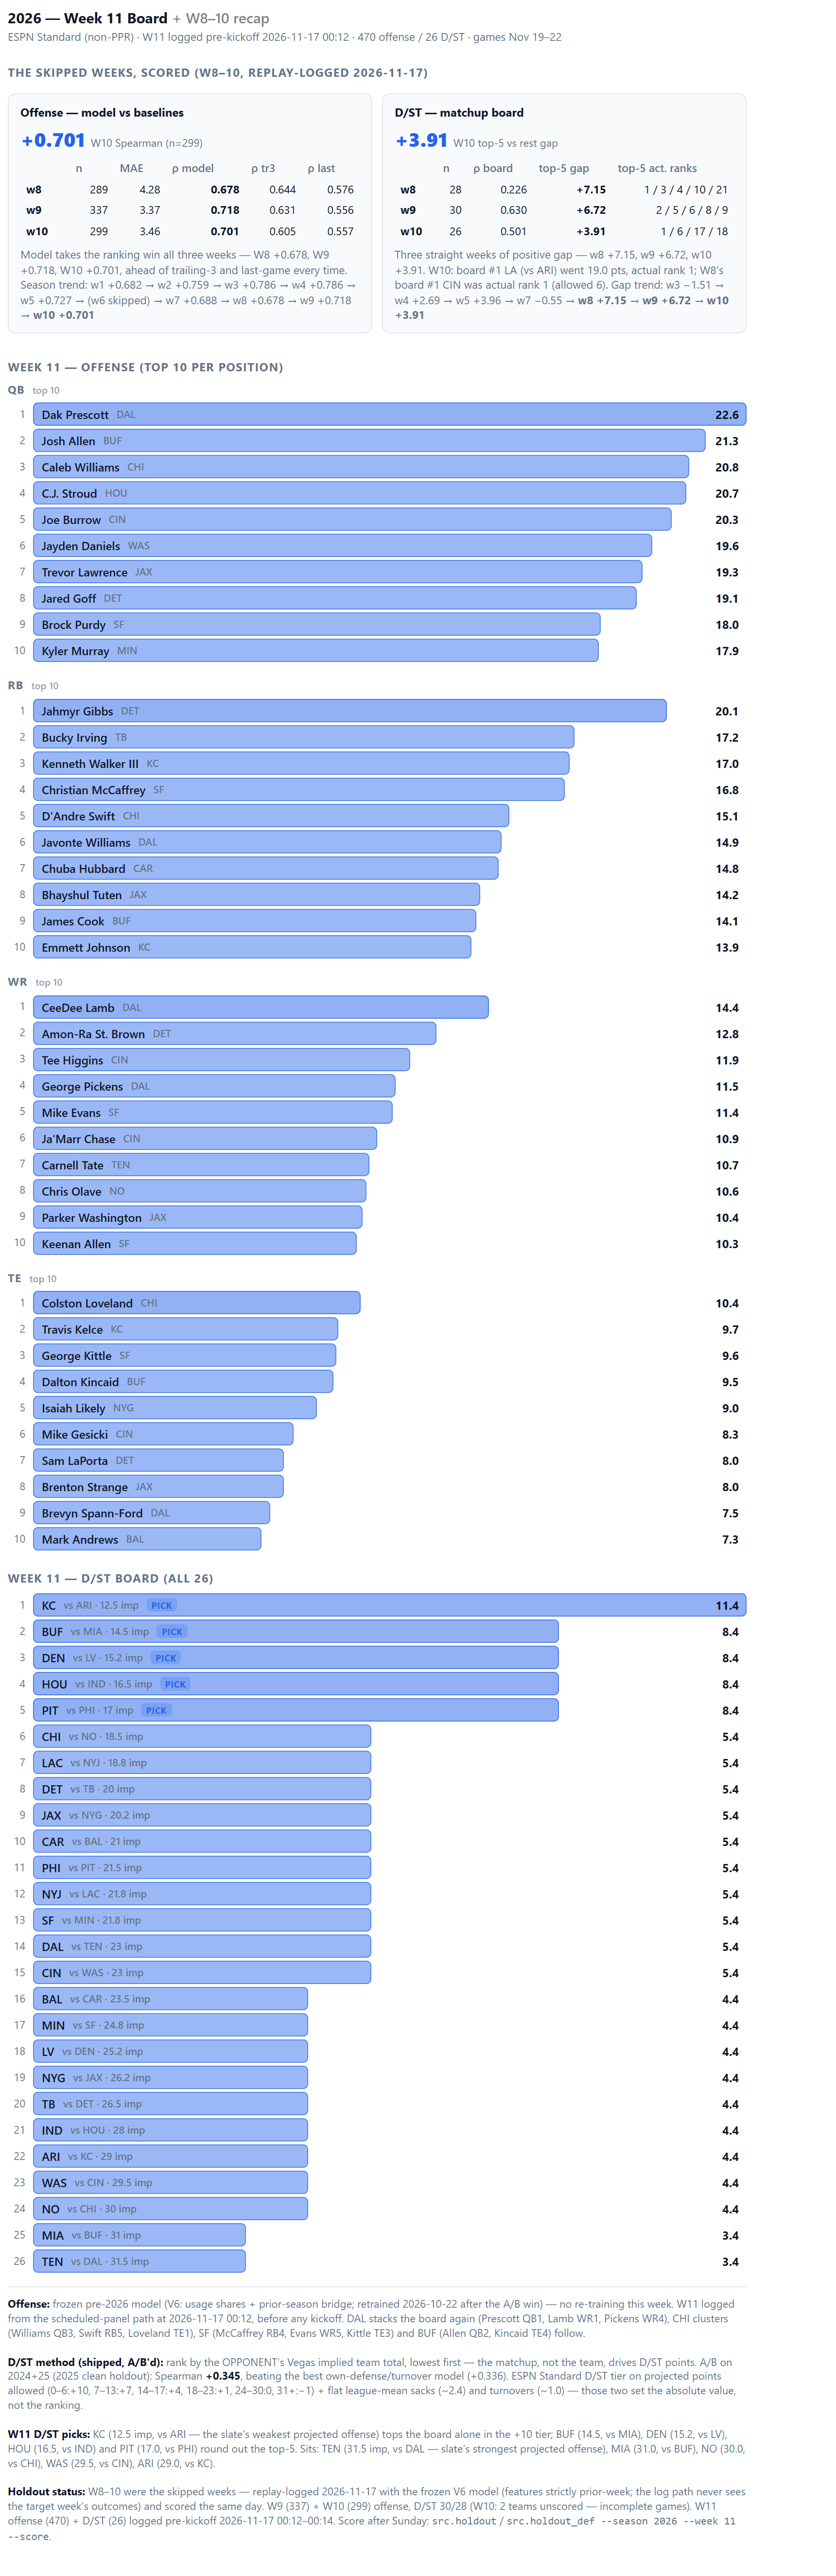 2026 — Week 11 Board + W8–10 recap
ESPN Standard (non-PPR) · W11 logged pre-kickoff 2026-11-17 00:12 · 470 offense / 26 D/ST · games Nov 19–22
THE SKIPPED WEEKS, SCORED (W8–10, REPLAY-LOGGED 2026-11-17)
Offense — model vs baselines
+0.701 W10 Spearman (n=299)
n MAE ρ model ρ tr3 ρ last
w8 289 4.28 0.678 0.644 0.576
w9 337 3.37 0.718 0.631 0.556
w10 299 3.46 0.701 0.605 0.557
Model takes the ranking win all three weeks — W8 +0.678, W9
+0.718, W10 +0.701, ahead of trailing-3 and last-game every time.
Season trend: w1 +0.682 → w2 +0.759 → w3 +0.786 → w4 +0.786 →
w5 +0.727 → (w6 skipped) → w7 +0.688 → w8 +0.678 → w9 +0.718
→ w10 +0.701
D/ST — matchup board
+3.91 W10 top-5 vs rest gap
n ρ board top-5 gap top-5 act. ranks
w8 28 0.226 +7.15 1 / 3 / 4 / 10 / 21
w9 30 0.630 +6.72 2 / 5 / 6 / 8 / 9
w10 26 0.501 +3.91 1 / 6 / 17 / 18
Three straight weeks of positive gap — w8 +7.15, w9 +6.72, w10
+3.91. W10: board #1 LA (vs ARI) went 19.0 pts, actual rank 1; W8's
board #1 CIN was actual rank 1 (allowed 6). Gap trend: w3 −1.51 →
w4 +2.69 → w5 +3.96 → w7 −0.55 → w8 +7.15 → w9 +6.72 → w10
+3.91
WEEK 11 — OFFENSE (TOP 10 PER POSITION)
QB top 10
1 Dak Prescott DAL 22.6
2 Josh Allen BUF 21.3
3 Caleb Williams CHI 20.8
4 C.J. Stroud HOU 20.7
5 Joe Burrow CIN 20.3
6 Jayden Daniels WAS 19.6
7 Trevor Lawrence JAX 19.3
8 Jared Goff DET 19.1
9 Brock Purdy SF 18.0
10 Kyler Murray MIN 17.9
RB top 10
1 Jahmyr Gibbs DET 20.1
2 Bucky Irving TB 17.2
3 Kenneth Walker III KC 17.0
4 Christian McCaffrey SF 16.8
5 D'Andre Swift CHI 15.1
6 Javonte Williams DAL 14.9
7 Chuba Hubbard CAR 14.8
8 Bhayshul Tuten JAX 14.2
9 James Cook BUF 14.1
10 Emmett Johnson KC 13.9
WR top 10
1 CeeDee Lamb DAL 14.4
2 Amon-Ra St. Brown DET 12.8
3 Tee Higgins CIN 11.9
4 George Pickens DAL 11.5
5 Mike Evans SF 11.4
6 Ja'Marr Chase CIN 10.9
7 Carnell Tate TEN 10.7
8 Chris Olave NO 10.6
9 Parker Washington JAX 10.4
10 Keenan Allen SF 10.3
TE top 10
1 Colston Loveland CHI 10.4
2 Travis Kelce KC 9.7
3 George Kittle SF 9.6
4 Dalton Kincaid BUF 9.5
5 Isaiah Likely NYG 9.0
6 Mike Gesicki CIN 8.3
7 Sam LaPorta DET 8.0
8 Brenton Strange JAX 8.0
9 Brevyn Spann-Ford DAL 7.5
10 Mark Andrews BAL 7.3
WEEK 11 — D/ST BOARD (ALL 26)
1 KC vs ARI · 12.5 imp PICK 11.4
2 BUF vs MIA · 14.5 imp PICK 8.4
3 DEN vs LV · 15.2 imp PICK 8.4
4 HOU vs IND · 16.5 imp PICK 8.4
5 PIT vs PHI · 17 imp PICK 8.4
6 CHI vs NO · 18.5 imp 5.4
7 LAC vs NYJ · 18.8 imp 5.4
8 DET vs TB · 20 imp 5.4
9 JAX vs NYG · 20.2 imp 5.4
10 CAR vs BAL · 21 imp 5.4
11 PHI vs PIT · 21.5 imp 5.4
12 NYJ vs LAC · 21.8 imp 5.4
13 SF vs MIN · 21.8 imp 5.4
14 DAL vs TEN · 23 imp 5.4
15 CIN vs WAS · 23 imp 5.4
16 BAL vs CAR · 23.5 imp 4.4
17 MIN vs SF · 24.8 imp 4.4
18 LV vs DEN · 25.2 imp 4.4
19 NYG vs JAX · 26.2 imp 4.4
20 TB vs DET · 26.5 imp 4.4
21 IND vs HOU · 28 imp 4.4
22 ARI vs KC · 29 imp 4.4
23 WAS vs CIN · 29.5 imp 4.4
24 NO vs CHI · 30 imp 4.4
25 MIA vs BUF · 31 imp 3.4
26 TEN vs DAL · 31.5 imp 3.4
Offense: frozen pre-2026 model (V6: usage shares + prior-season bridge; retrained 2026-10-22 after the A/B win) — no re-training this week. W11 logged
from the scheduled-panel path at 2026-11-17 00:12, before any kickoff. DAL stacks the board again (Prescott QB1, Lamb WR1, Pickens WR4), CHI clusters
(Williams QB3, Swift RB5, Loveland TE1), SF (McCaffrey RB4, Evans WR5, Kittle TE3) and BUF (Allen QB2, Kincaid TE4) follow.
D/ST method (shipped, A/B'd): rank by the OPPONENT's Vegas implied team total, lowest first — the matchup, not the team, drives D/ST points. A/B on
2024+25 (2025 clean holdout): Spearman +0.345, beating the best own-defense/turnover model (+0.336). ESPN Standard D/ST tier on projected points
allowed (0–6:+10, 7–13:+7, 14–17:+4, 18–23:+1, 24–30:0, 31+:−1) + flat league-mean sacks (~2.4) and turnovers (~1.0) — those two set the absolute value,
not the ranking.
W11 D/ST picks: KC (12.5 imp, vs ARI — the slate's weakest projected offense) tops the board alone in the +10 tier; BUF (14.5, vs MIA), DEN (15.2, vs LV),
HOU (16.5, vs IND) and PIT (17.0, vs PHI) round out the top-5. Sits: TEN (31.5 imp, vs DAL — slate's strongest projected offense), MIA (31.0, vs BUF), NO (30.0,
vs CHI), WAS (29.5, vs CIN), ARI (29.0, vs KC).
Holdout status: W8–10 were the skipped weeks — replay-logged 2026-11-17 with the frozen V6 model (features strictly prior-week; the log path never sees
the target week's outcomes) and scored the same day. W9 (337) + W10 (299) offense, D/ST 30/28 (W10: 2 teams unscored — incomplete games). W11
offense (470) + D/ST (26) logged pre-kickoff 2026-11-17 00:12–00:14. Score after Sunday: src.holdout / src.holdout_def --season 2026 --week 11
--score.